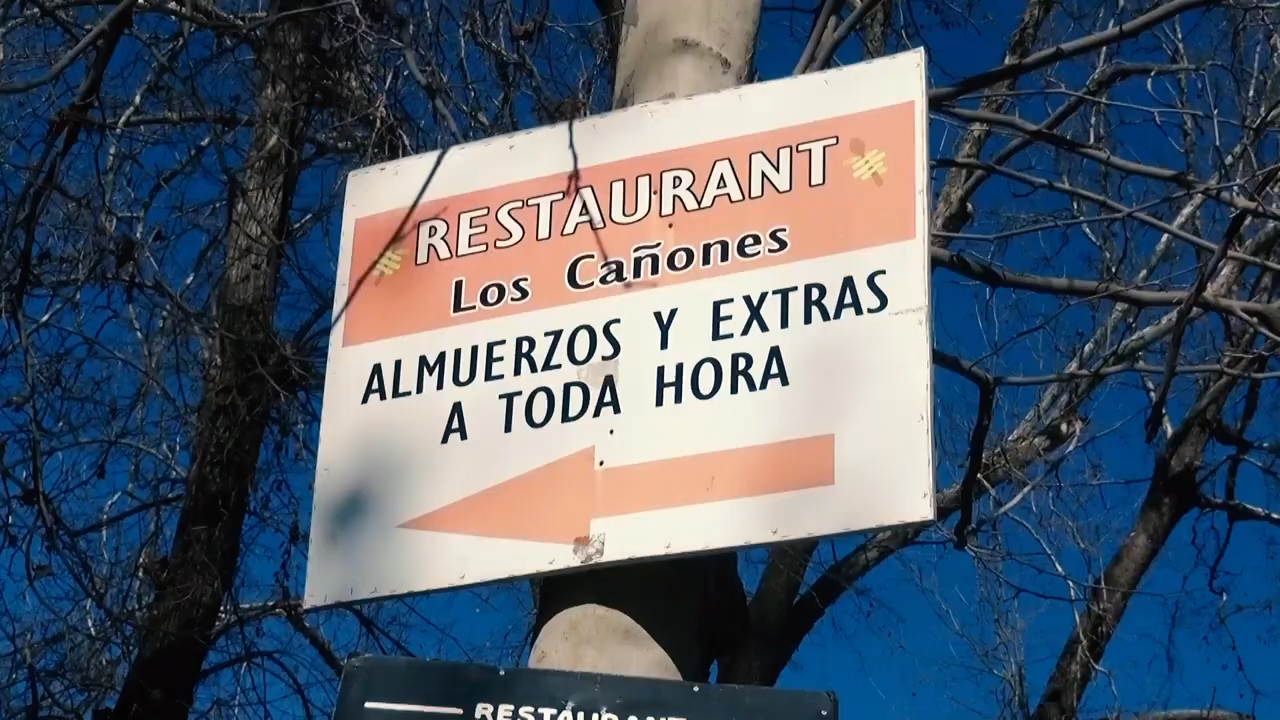 RESTAURANT
Los Cañones
ALMUERZOS Y EXTRAS
A TODA HORA
RESTAURANT